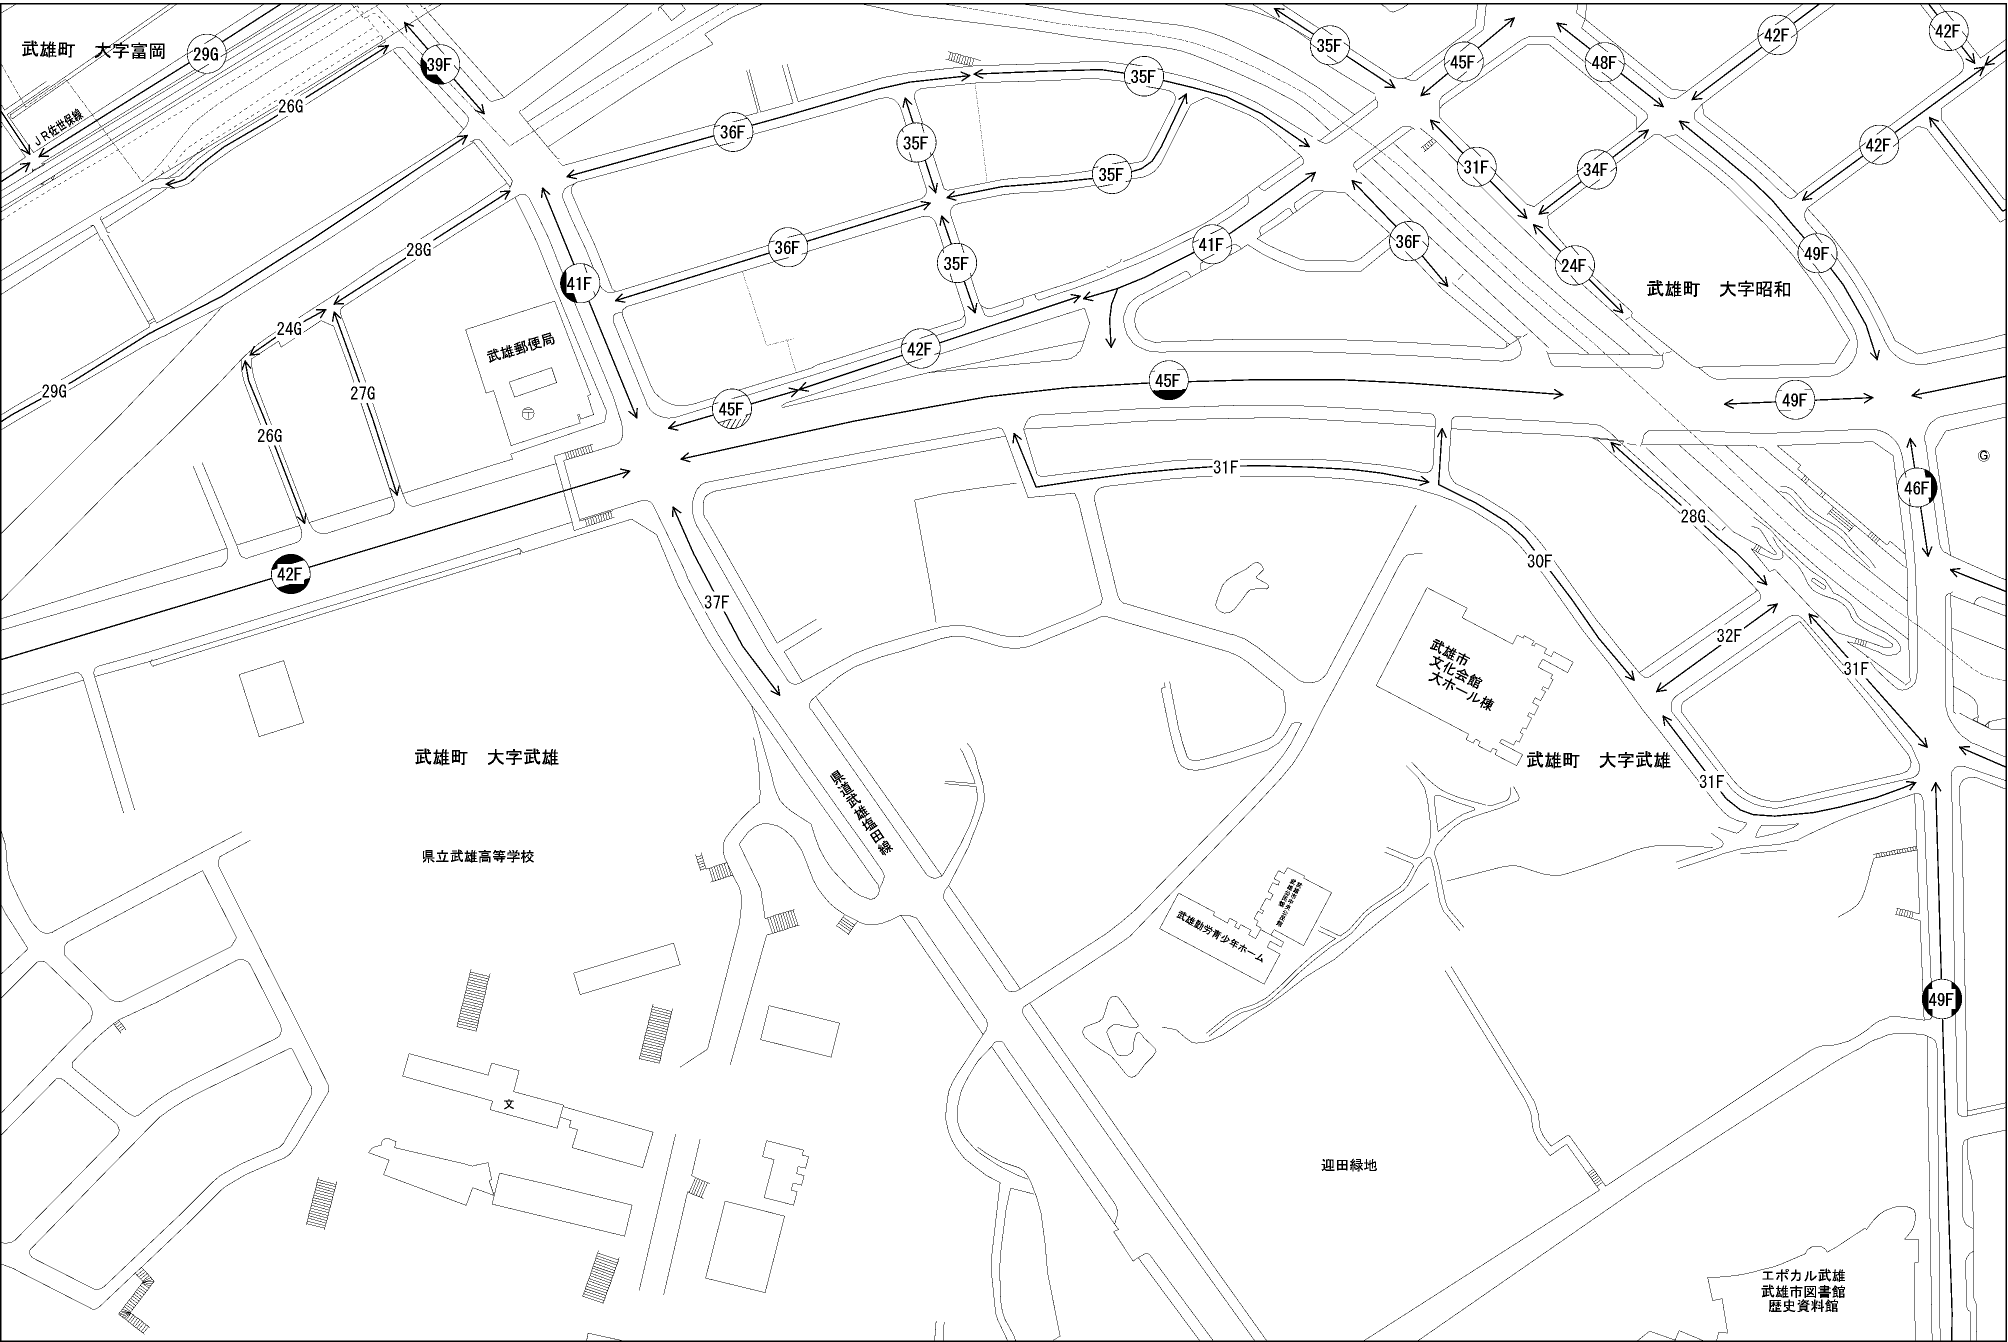 武雄町　大字富岡
29G
39F
35F
45F
48F
42F
42F
JR佐世保線
26G
36F
35F
35F
35F
31F
34F
42F
28G
41F
36F
35F
41F
36F
24F
49F
武雄町　大字昭和
24G
武雄郵便局
42F
29G
27G
45F
45F
49F
26G
31F
46F
G
28G
42F
37F
30F
武雄市
文化会館
大ホール棟
32F
31F
武雄町　大字武雄
県道武雄塩田線
武雄町　大字武雄
31F
県立武雄高等学校
武雄勤労青少年ホーム
49F
文
迎田緑地
エポカル武雄
武雄市図書館
歴史資料館